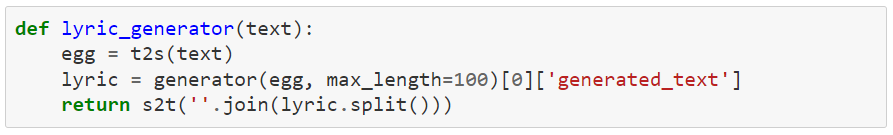 def lyric_generator(text):
    egg = t2s(text)
    lyric = generator(egg, max_length=100)[0]['generated_text']
    return s2t(''.join(lyric.split()))